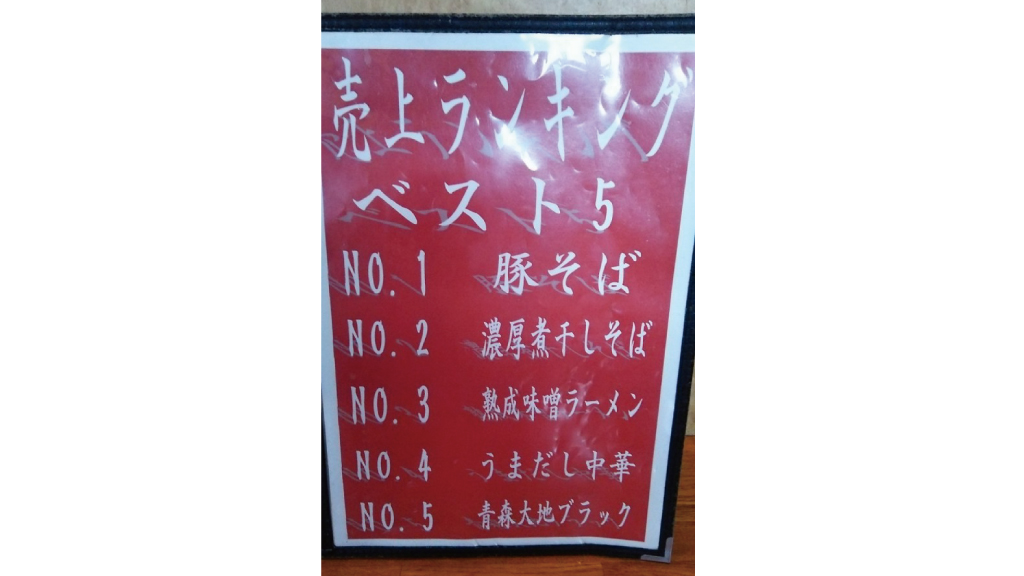 売上ランキング
ベスト5
NO.1 豚そば
NO.2 濃厚煮干しそば
NO.3 熟成味噌ラーメン
NO.4 うまだし中華
NO.5 青森大地ブラック